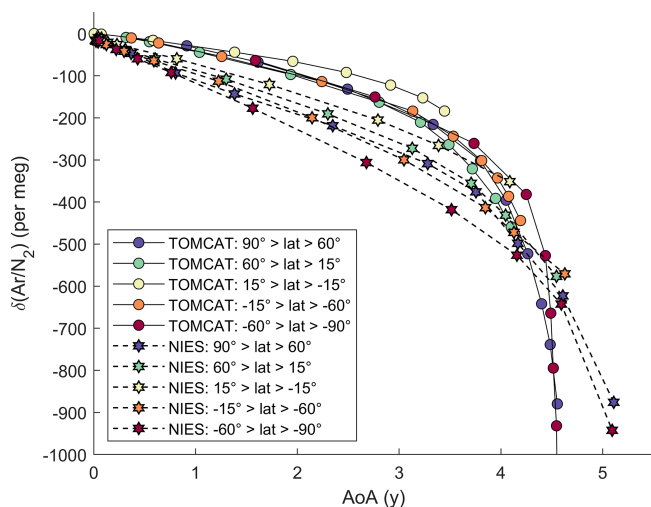 0
-100
-200
-300
-400
-500
-600
-700
-800
-900
-1000
δ(Ar/N2) (per meg)
TOMCAT: 90° > lat > 60°
TOMCAT: 60° > lat > 15°
TOMCAT: 15° > lat > -15°
TOMCAT: -15° > lat > -60°
TOMCAT: -60° > lat > -90°
NIES: 90° > lat > 60°
NIES: 60° > lat > 15°
NIES: 15° > lat > -15°
NIES: -15° > lat > -60°
NIES: -60° > lat > -90°
0 1 2 3 4 5
AoA (y)